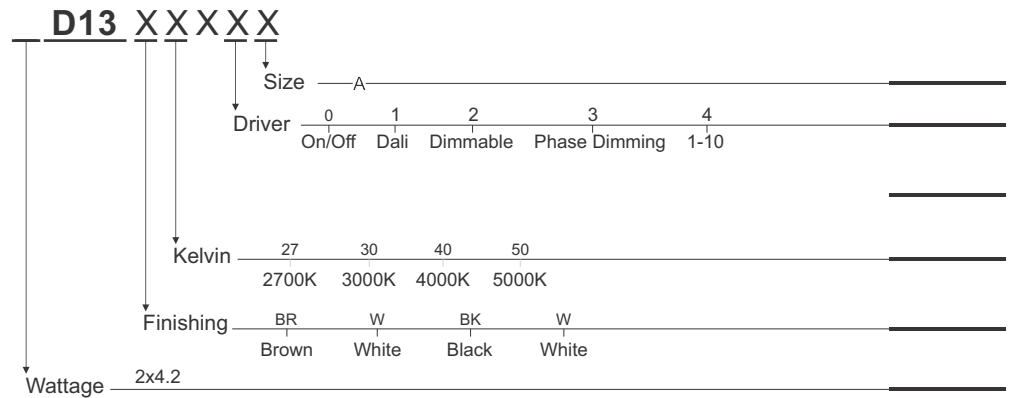 D13 X X X X X
Size A
0 1 2 3 4
Driver
On/Off Dali Dimmable Phase Dimming 1-10
27 30 40 50
Kelvin
2700K 3000K 4000K 5000K
BR W BK W
Finishing
Brown White Black White
2x4.2
Wattage